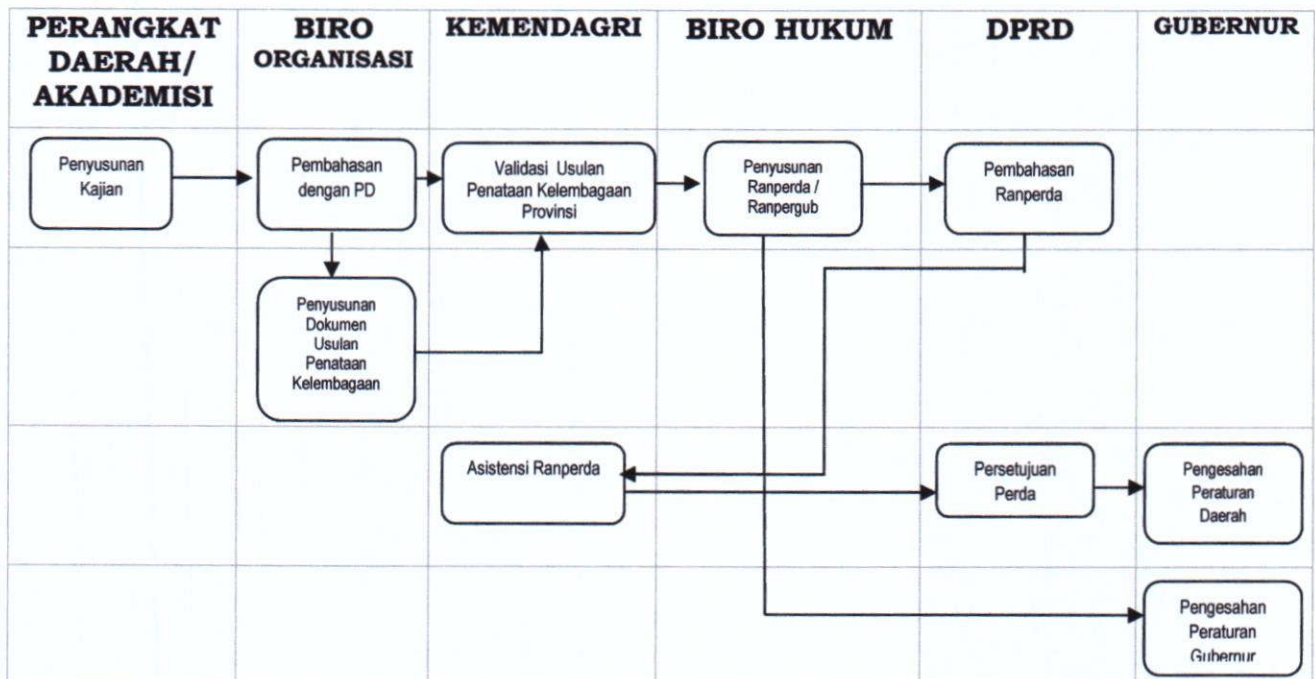 PERANGKAT
DAERAH/
AKADEMISI
BIRO
ORGANISASI
KEMENDAGRI
BIRO HUKUM
DPRD
GUBERNUR
Penyusunan
Kajian
Pembahasan
dengan PD
Validasi Usulan
Penataan Kelembagaan
Provinsi
Penyusunan
Ranperda /
Ranpergub
Pembahasan
Ranperda
Penyusunan
Dokumen
Usulan
Penataan
Kelembagaan
Asistensi Ranperda
Persetujuan
Perda
Pengesahan
Peraturan
Daerah
Pengesahan
Peraturan
Gubernur